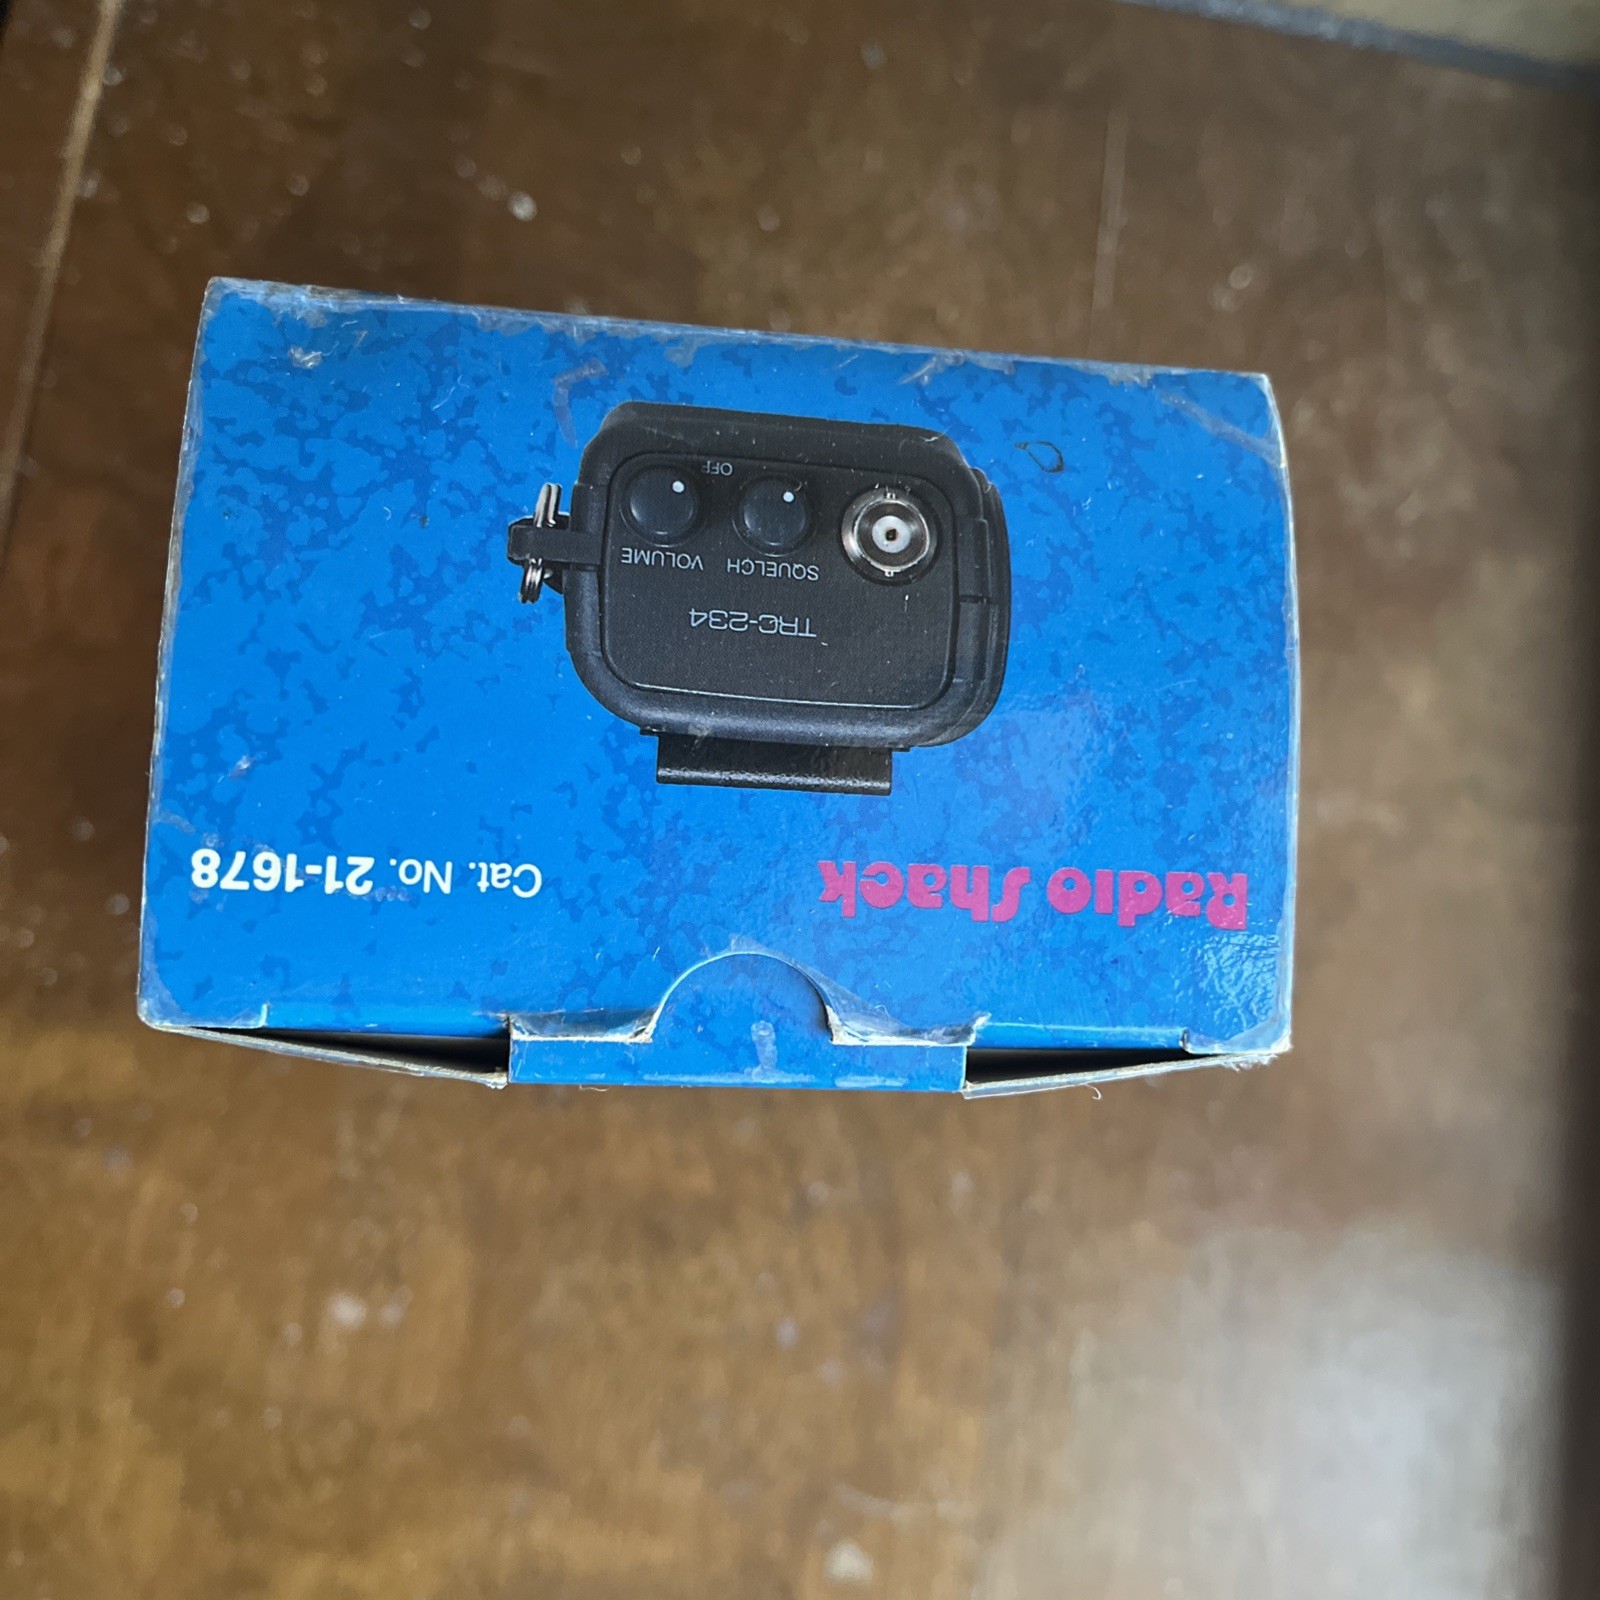 Radio Shack
Cat. No. 21-1678
TRC-234
SQUELCH
VOLUME
OFF